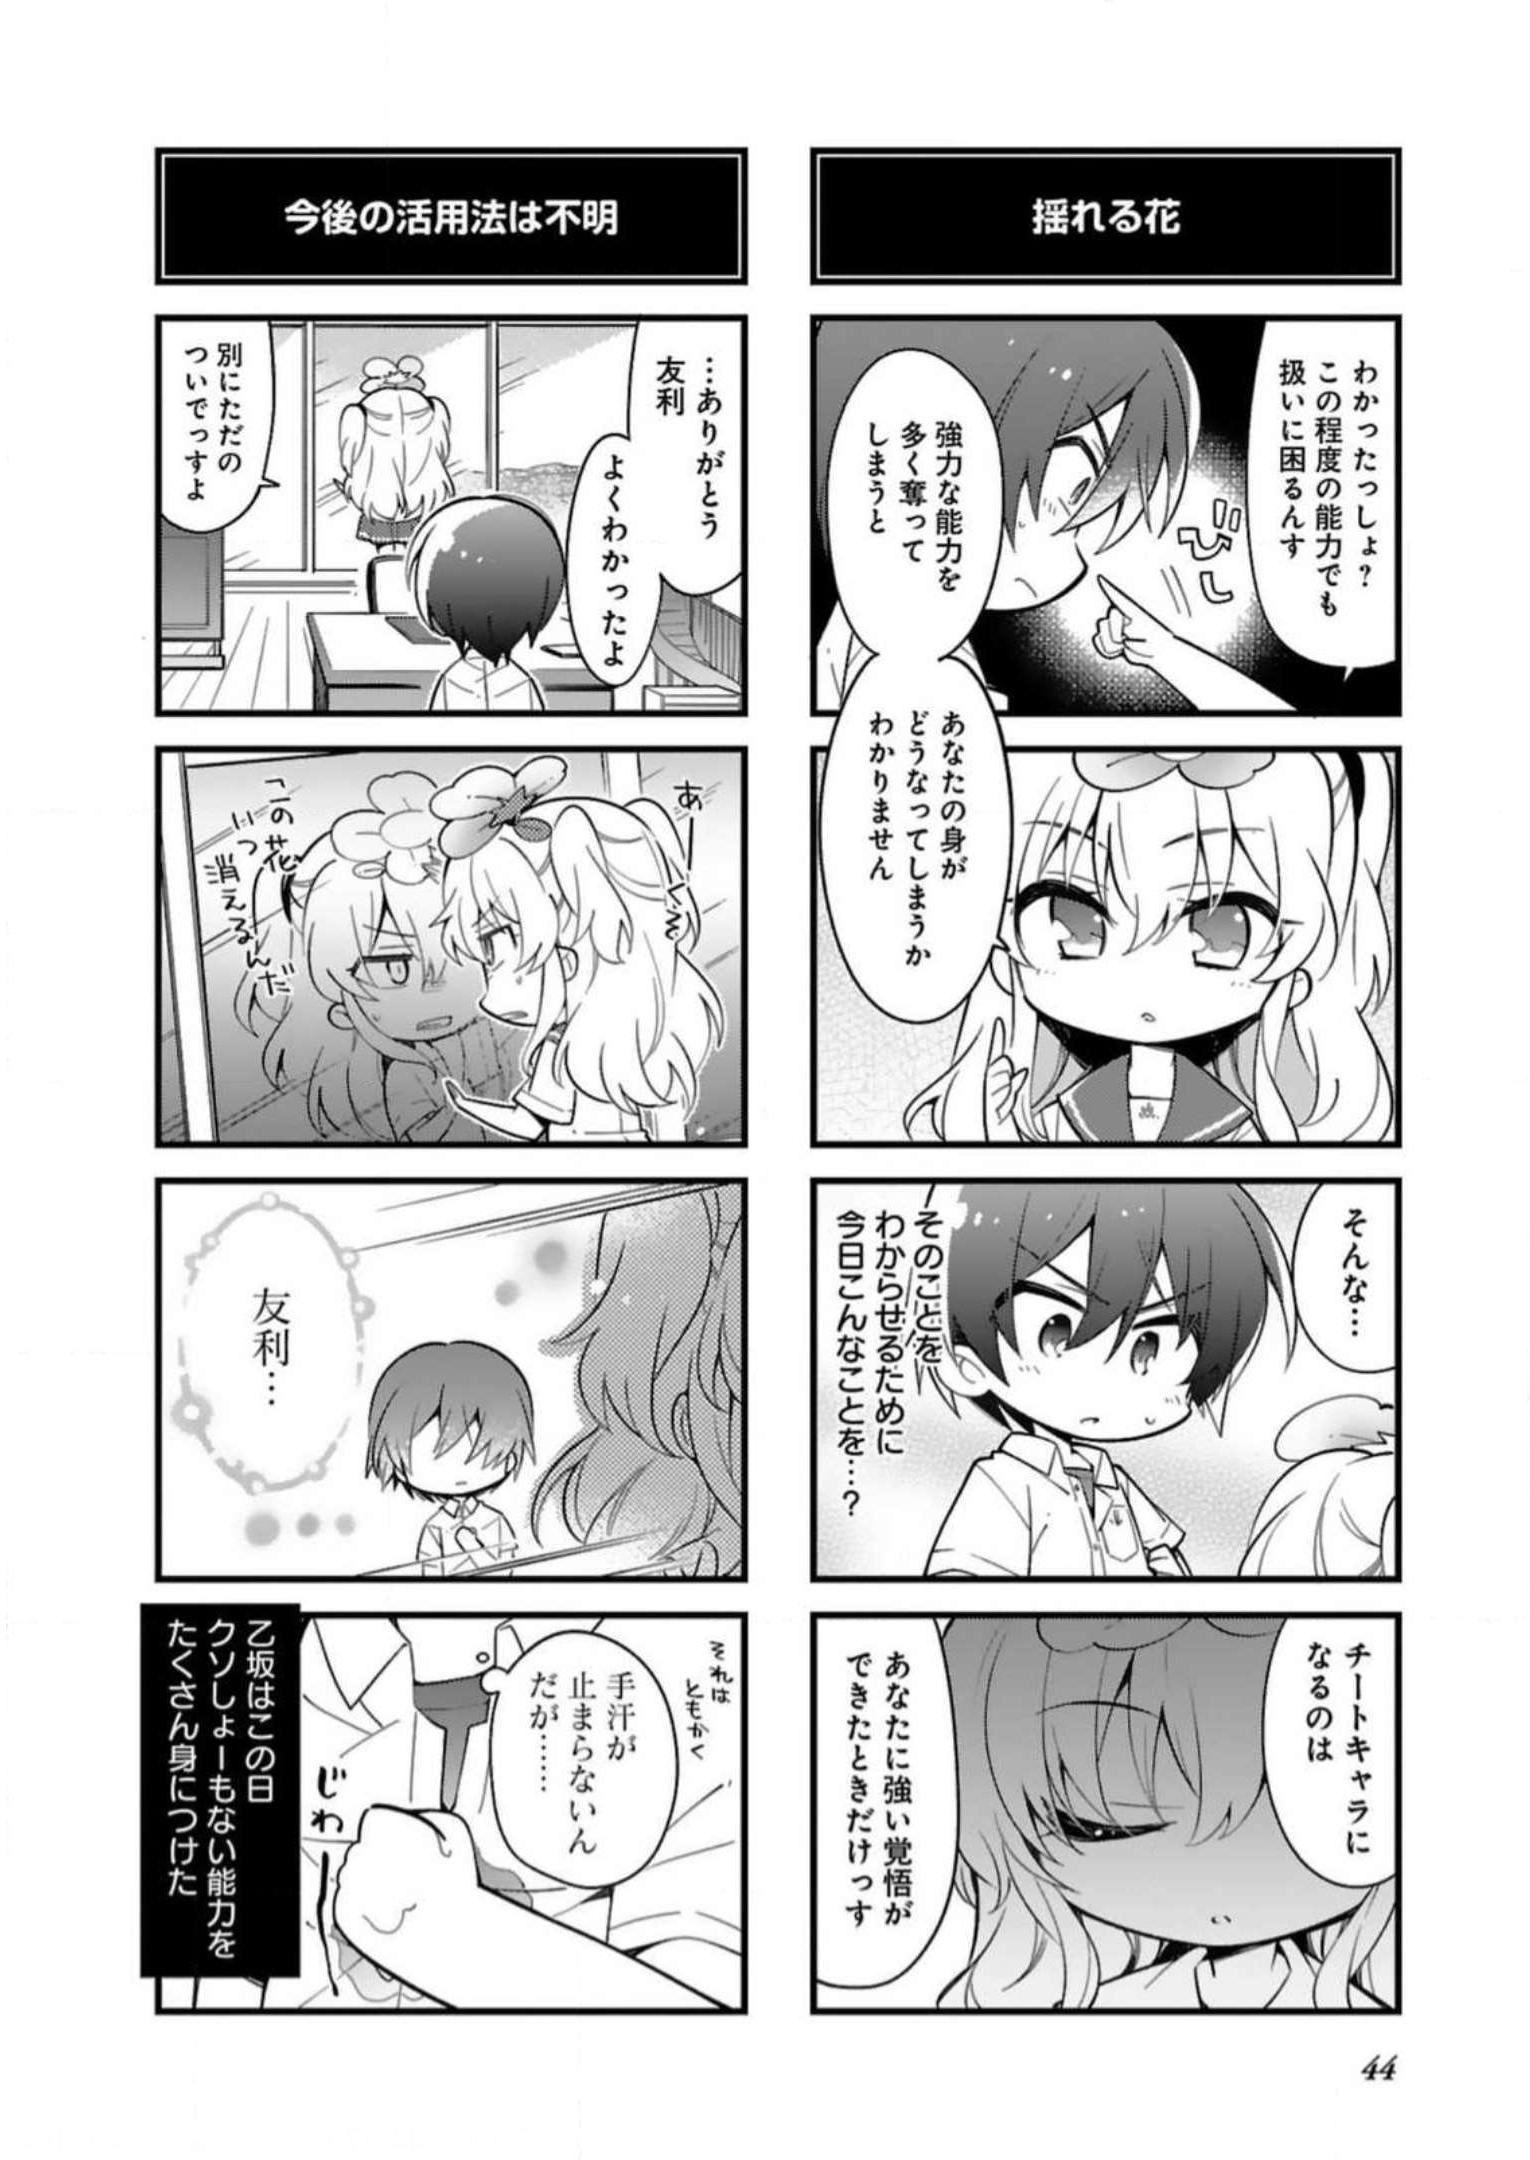 揺れる花
わかったっしょ?
この程度の能力でも
扱いに困るんす
びし
強力な能力を
多く奪って
しまうと
あなたの身が
どうなってしまうか
わかりません
そんな…
そのことを
わからせるために
今日こんなことを…?
チートキャラに
なるのは
あなたに強い覚悟が
できたときだけっす
今後の活用法は不明
…ありがとう
友利
よくわかったよ
別にただの
ついでっすよ
あー
くそ
この花
いつ
消えるんだ
友利…
それは
ともかく
手汗が
止まらないん
だが……
じわ
乙坂はこの日
クソしょーもない能力を
たくさん身につけた
44